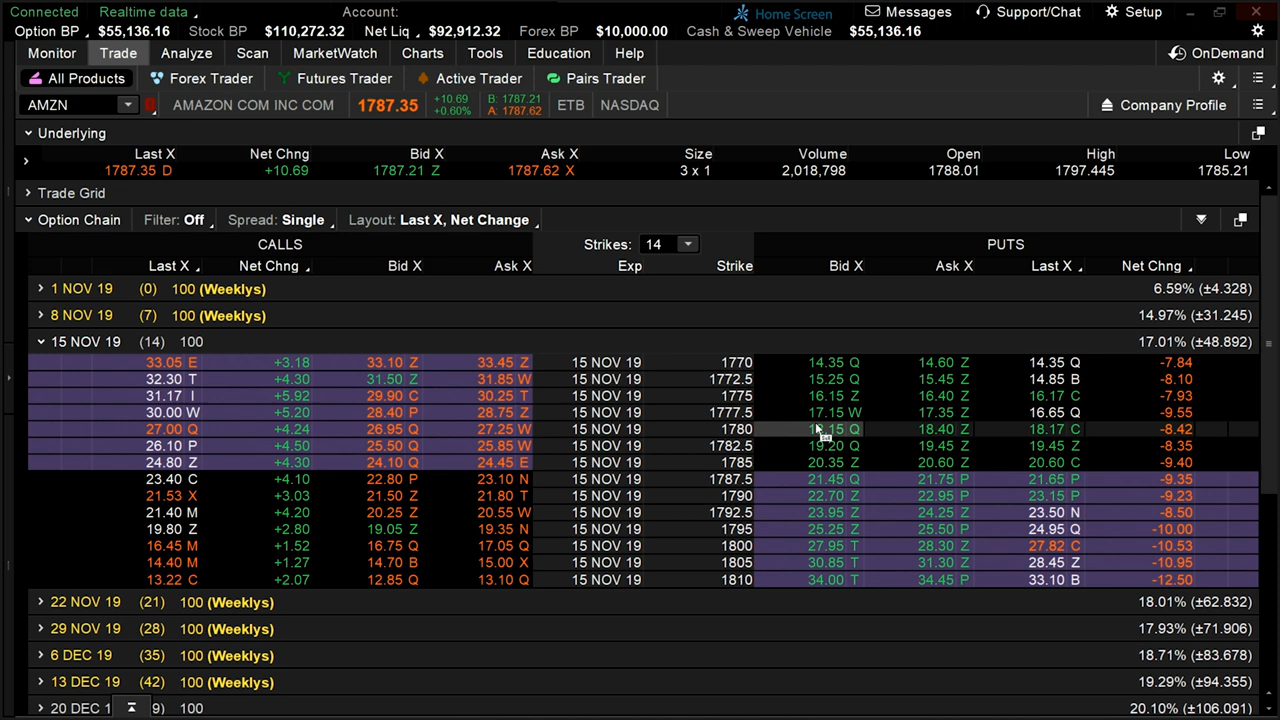 Connected Realtime data Account: Home Screen Messages Support/Chat Setup
Option BP $55,136.16 Stock BP $110,272.32 Net Liq $92,912.32 Forex BP $10,000.00 Cash & Sweep Vehicle $55,136.16
Monitor Trade Analyze Scan MarketWatch Charts Tools Education Help OnDemand
All Products Forex Trader Futures Trader Active Trader Pairs Trader
AMZN AMAZON COM INC COM 1787.35 +10.69 +0.60% B: 1787.21 A: 1787.62 ETB NASDAQ Company Profile
Underlying
Last X Net Chng Bid X Ask X Size Volume Open High Low
1787.35 D +10.69 1787.21 Z 1787.62 X 3 x 1 2,018,798 1788.01 1797.445 1785.21
Trade Grid
Option Chain Filter: Off Spread: Single Layout: Last X, Net Change
CALLS Strikes: 14 PUTS
Last X Net Chng Bid X Ask X Exp Strike Bid X Ask X Last X Net Chng
1 NOV 19 (0) 100 (Weeklys) 6.59% (±4.328)
8 NOV 19 (7) 100 (Weeklys) 14.97% (±31.245)
15 NOV 19 (14) 100 17.01% (±48.892)
33.05 E +3.18 33.10 Z 33.45 Z 15 NOV 19 1770 14.35 Q 14.60 Z 14.35 Q -7.84
32.30 T +4.30 31.50 Z 31.85 W 15 NOV 19 1772.5 15.25 Q 15.45 Z 14.85 B -8.10
31.17 I +5.92 29.90 C 30.25 T 15 NOV 19 1775 16.15 Z 16.40 Z 16.17 C -7.93
30.00 W +5.20 28.40 P 28.75 Z 15 NOV 19 1777.5 17.15 W 17.35 Z 16.65 Q -9.55
27.00 Q +4.24 26.95 Q 27.25 W 15 NOV 19 1780 Q 18.40 Z 18.17 C -8.42
26.10 P +4.50 25.50 Q 25.85 W 15 NOV 19 1782.5 19.20 Q 19.45 Z 19.45 Z -8.35
24.80 Z +4.30 24.10 Q 24.45 E 15 NOV 19 1785 20.35 Z 20.60 Z 20.60 C -9.40
23.40 C +4.10 22.80 P 23.10 N 15 NOV 19 1787.5 21.45 Q 21.75 P 21.65 P -9.35
21.53 X +3.03 21.50 Z 21.80 T 15 NOV 19 1790 22.70 Z 22.95 P 23.15 P -9.23
21.40 M +4.20 20.25 Z 20.55 W 15 NOV 19 1792.5 23.95 Z 24.25 Z 23.50 N -8.50
19.80 Z +2.80 19.05 Z 19.35 N 15 NOV 19 1795 25.25 Z 25.50 P 24.95 Q -10.00
16.45 M +1.52 16.75 Q 17.05 Q 15 NOV 19 1800 27.95 T 28.30 Z 27.82 C -10.53
14.40 M +1.27 14.70 B 15.00 X 15 NOV 19 1805 30.85 T 31.30 Z 28.45 Z -10.95
13.22 C +2.07 12.85 Q 13.10 Q 15 NOV 19 1810 34.00 T 34.45 P 33.10 B -12.50
22 NOV 19 (21) 100 (Weeklys) 18.01% (±62.832)
29 NOV 19 (28) 100 (Weeklys) 17.93% (±71.906)
6 DEC 19 (35) 100 (Weeklys) 18.71% (±83.678)
13 DEC 19 (42) 100 (Weeklys) 19.29% (±94.355)
20 DEC 1 9) 100 20.10% (±106.091)